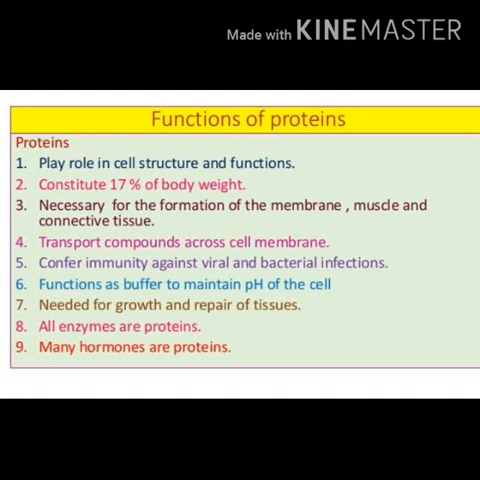 Made with KINEMASTER
Functions of proteins
Proteins
1. Play role in cell structure and functions.
2. Constitute 17 % of body weight.
3. Necessary for the formation of the membrane , muscle and
connective tissue.
4. Transport compounds across cell membrane.
5. Confer immunity against viral and bacterial infections.
6. Functions as buffer to maintain pH of the cell
7. Needed for growth and repair of tissues.
8. All enzymes are proteins.
9. Many hormones are proteins.